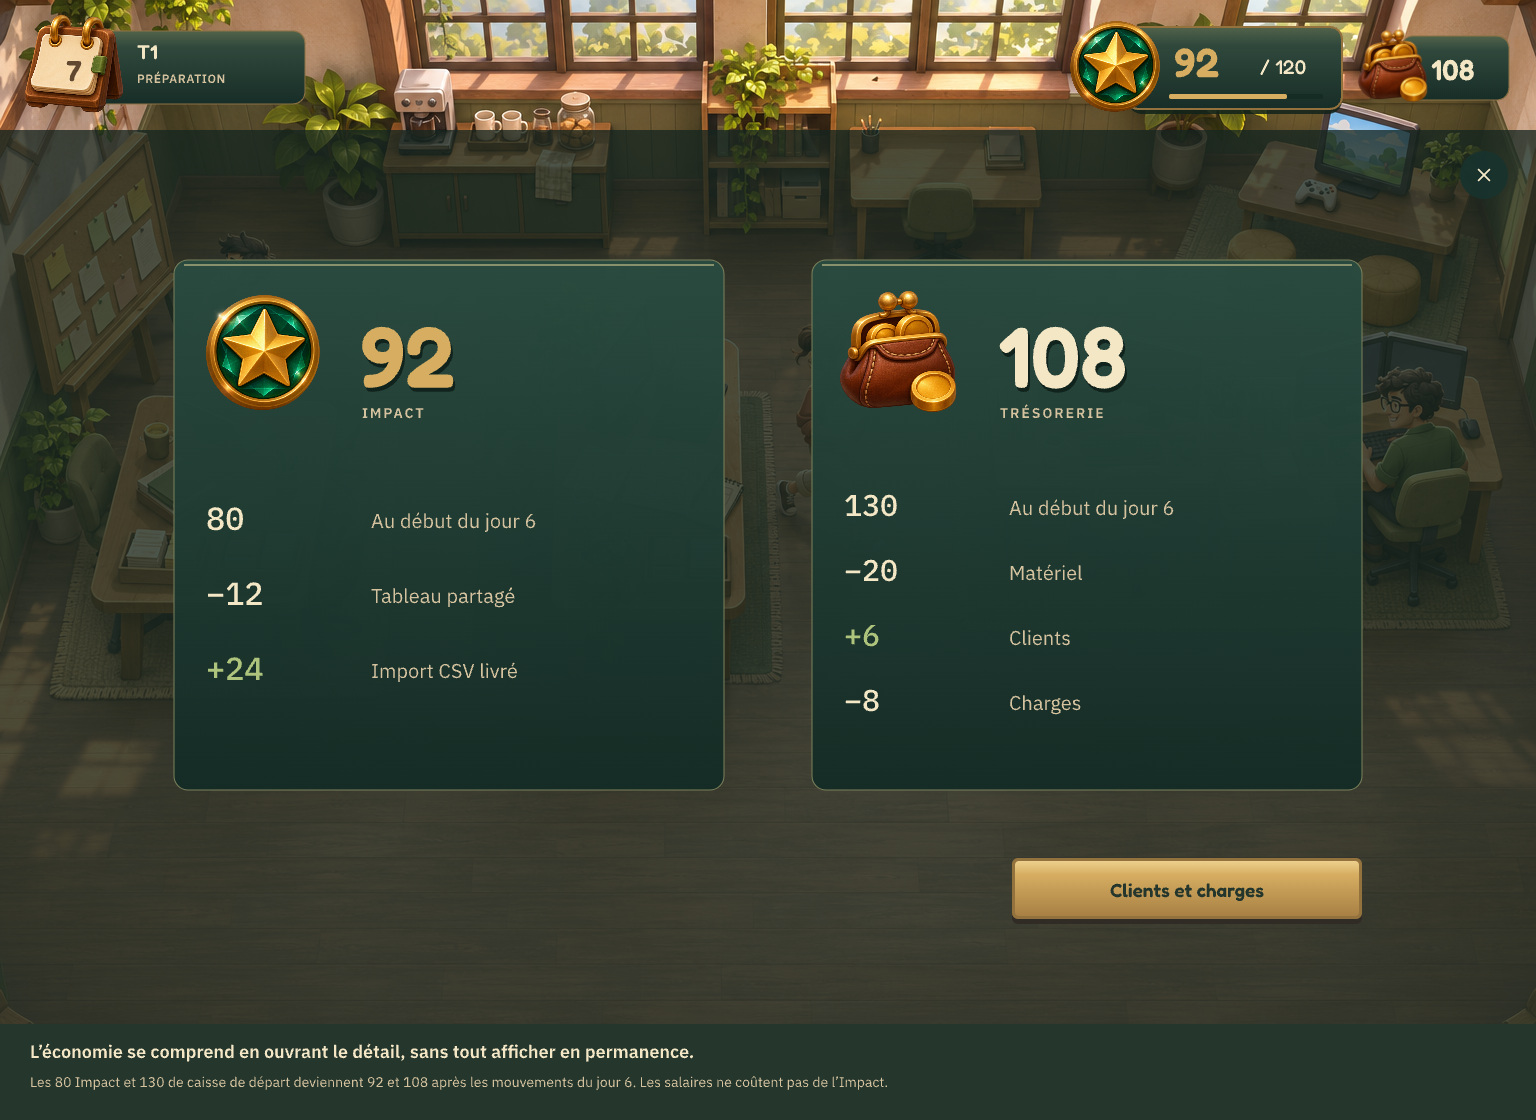 7
T1
PRÉPARATION
92 / 120
108
92
IMPACT
80 Au début du jour 6
−12 Tableau partagé
+24 Import CSV livré
108
TRÉSORERIE
130 Au début du jour 6
−20 Matériel
+6 Clients
−8 Charges
Clients et charges
L’économie se comprend en ouvrant le détail, sans tout afficher en permanence.
Les 80 Impact et 130 de caisse de départ deviennent 92 et 108 après les mouvements du jour 6. Les salaires ne coûtent pas de l’Impact.